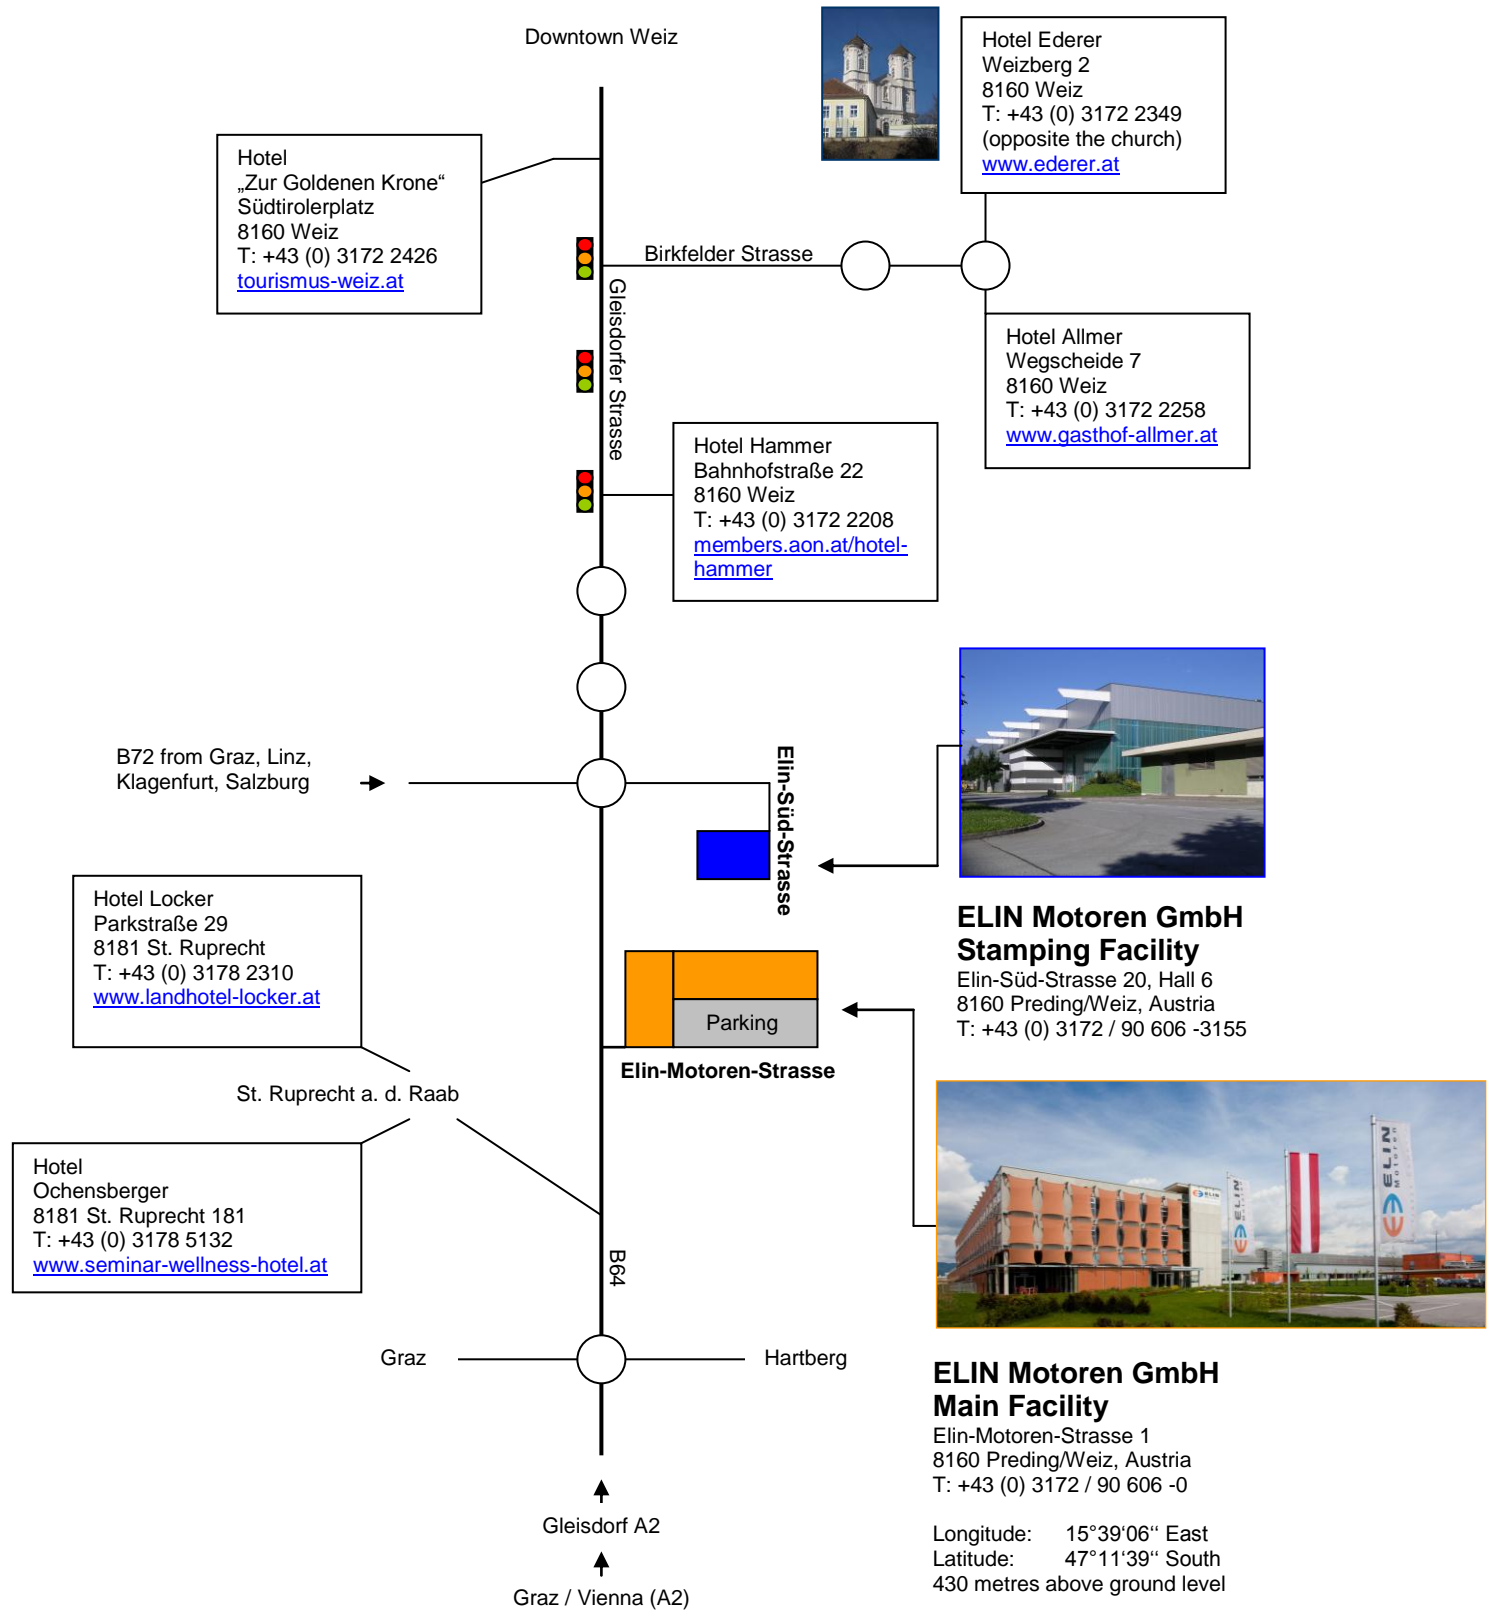 Downtown Weiz
Hotel Ederer
Weizberg 2
8160 Weiz
T: +43 (0) 3172 2349
(opposite the church)
www.ederer.at
Hotel
„Zur Goldenen Krone“
Südtirolerplatz
8160 Weiz
T: +43 (0) 3172 2426
tourismus-weiz.at
Birkfelder Strasse
Gleisdorfer Strasse
Hotel Allmer
Wegscheide 7
8160 Weiz
T: +43 (0) 3172 2258
www.gasthof-allmer.at
Hotel Hammer
Bahnhofstraße 22
8160 Weiz
T: +43 (0) 3172 2208
members.aon.at/hotel-
hammer
B72 from Graz, Linz,
Klagenfurt, Salzburg
Elin-Süd-Strasse
ELIN Motoren GmbH
Stamping Facility
Elin-Süd-Strasse 20, Hall 6
8160 Preding/Weiz, Austria
T: +43 (0) 3172 / 90 606 -3155
Hotel Locker
Parkstraße 29
8181 St. Ruprecht
T: +43 (0) 3178 2310
www.landhotel-locker.at
Parking
Elin-Motoren-Strasse
St. Ruprecht a. d. Raab
Hotel
Ochensberger
8181 St. Ruprecht 181
T: +43 (0) 3178 5132
www.seminar-wellness-hotel.at
B64
ELIN
ELIN
ELIN
Motoren
Graz
Hartberg
ELIN Motoren GmbH
Main Facility
Elin-Motoren-Strasse 1
8160 Preding/Weiz, Austria
T: +43 (0) 3172 / 90 606 -0
Longitude: 15°39‘06‘‘ East
Latitude: 47°11‘39‘‘ South
430 metres above ground level
Gleisdorf A2
Graz / Vienna (A2)